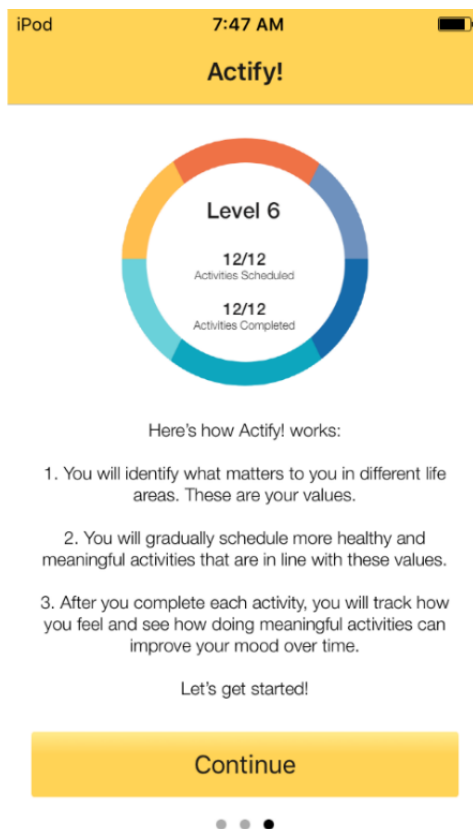 iPod
7:47 AM
Actify!
Level 6
12/12
Activities Scheduled
12/12
Activities Completed
Here's how Actify! works:
1. You will identify what matters to you in different life
areas. These are your values.
2. You will gradually schedule more healthy and
meaningful activities that are in line with these values.
3. After you complete each activity, you will track how
you feel and see how doing meaningful activities can
improve your mood over time.
Let's get started!
Continue